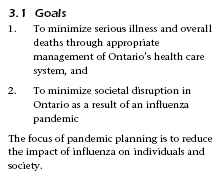 3.1 Goals
1. To minimize serious illness and overall
deaths through appropriate
management of Ontario's health care
system, and
2. To minimize societal disruption in
Ontario as a result of an influenza
pandemic
The focus of pandemic planning is to reduce
the impact of influenza on individuals and
society.